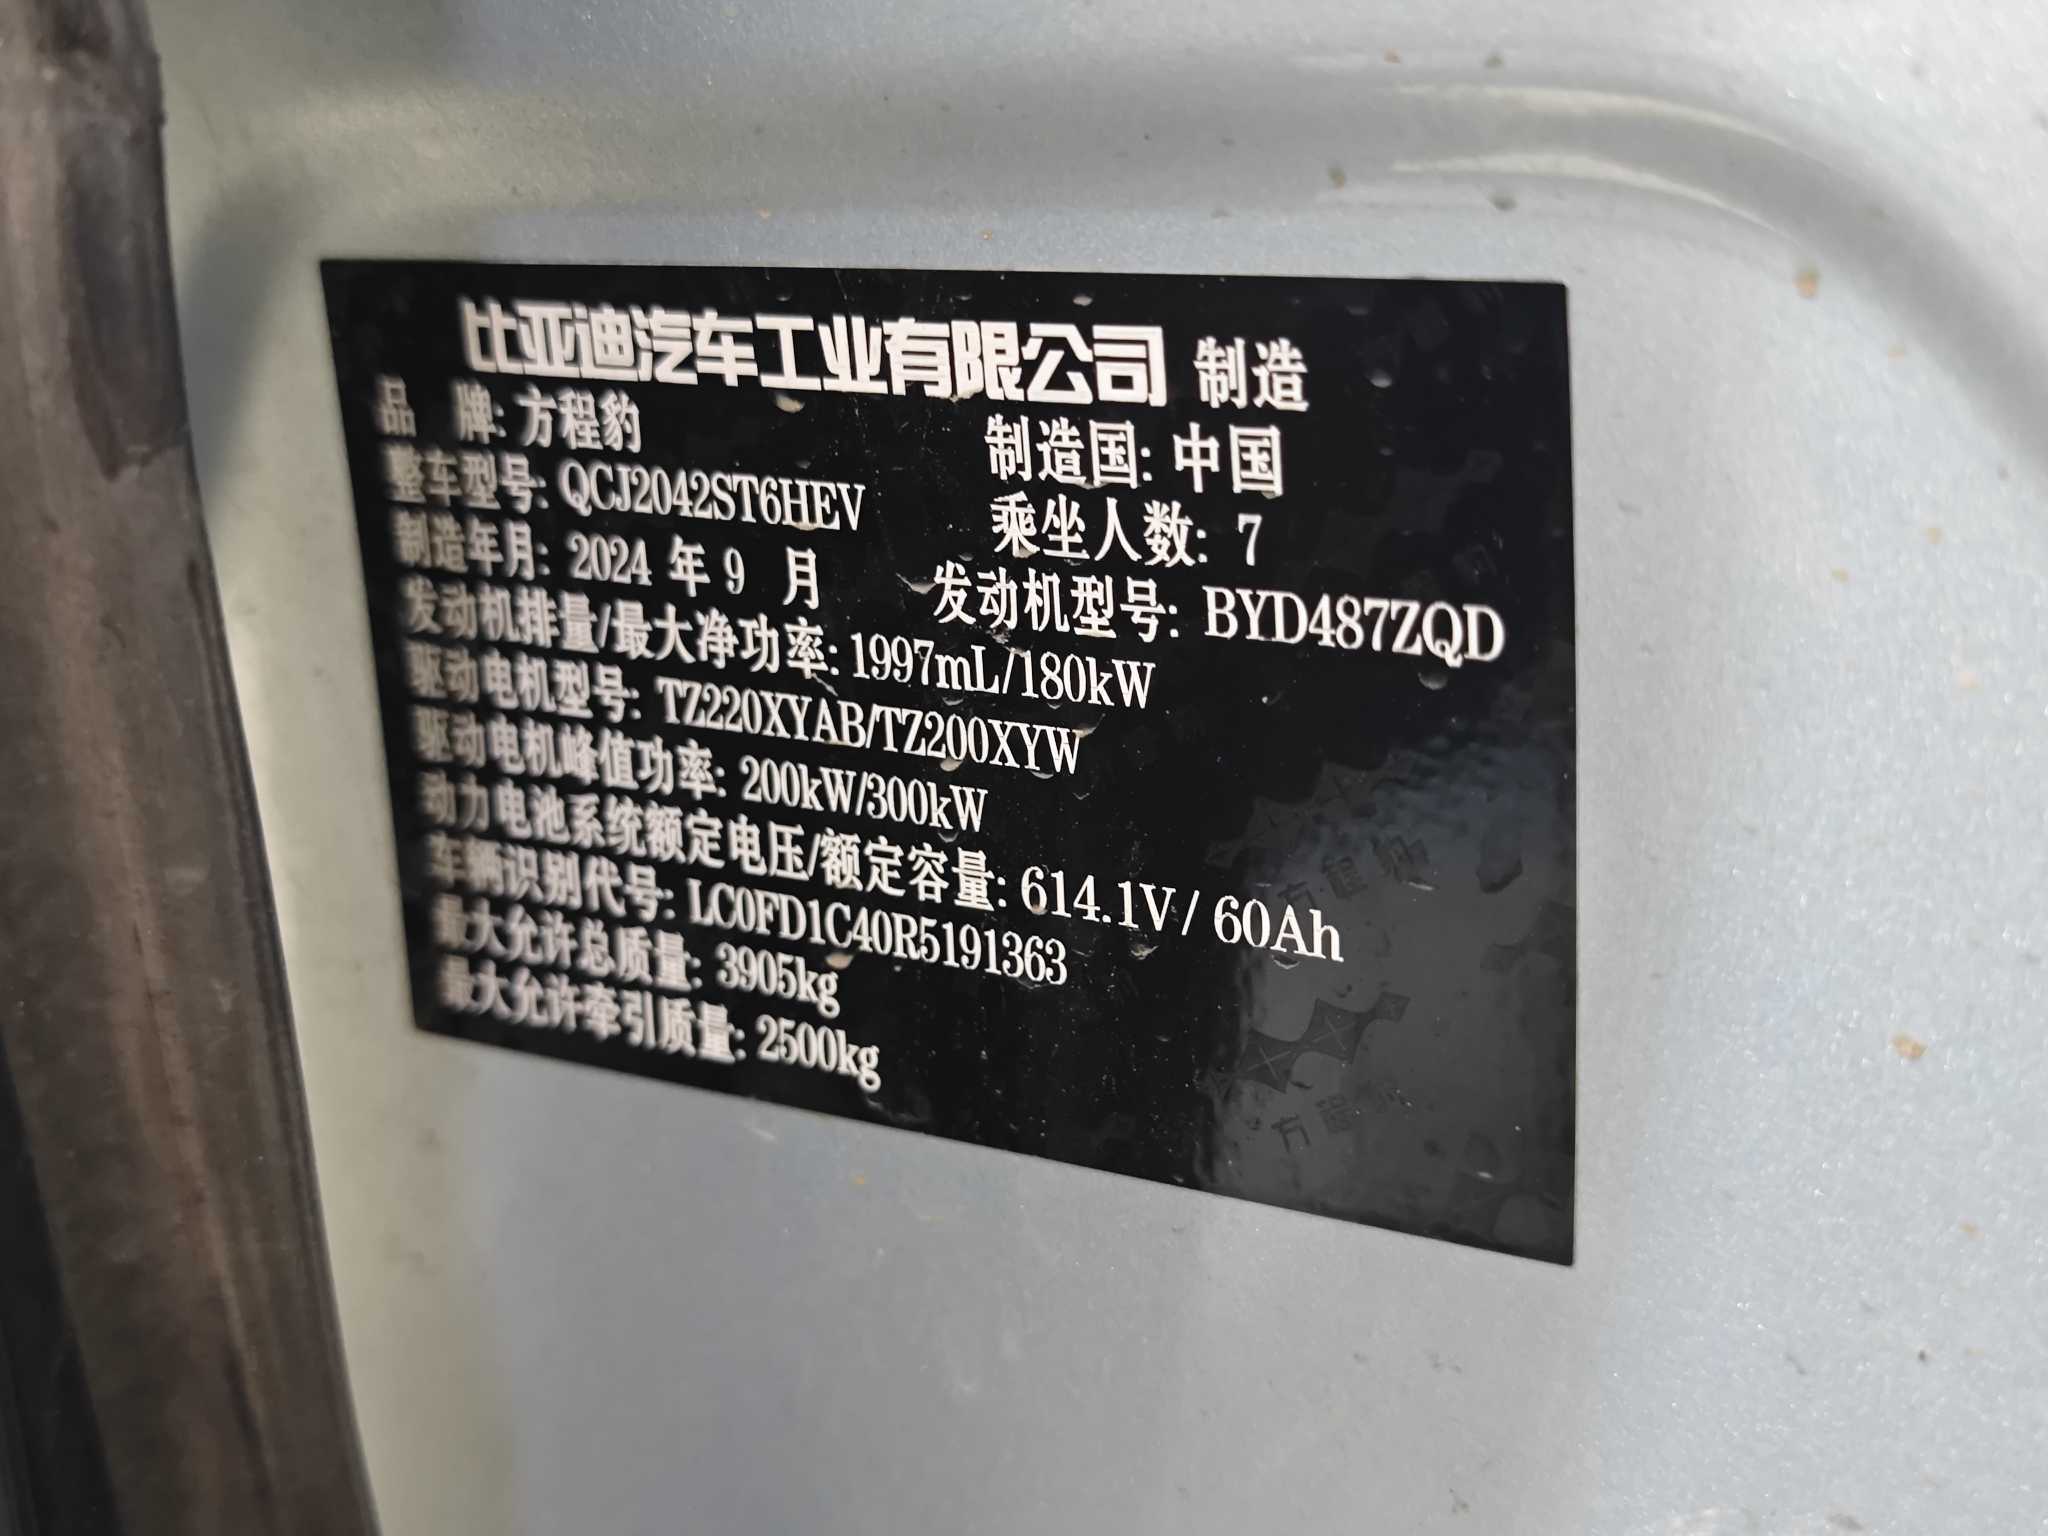 比亚迪汽车工业有限公司 制造
品 牌: 方程豹 制造国: 中国
整车型号: QCJ2042ST6HEV 乘坐人数: 7
制造年月: 2024 年 9 月 发动机型号: BYD487ZQD
发动机排量/最大净功率: 1997mL/180kW
驱动电机型号: TZ220XYAB/TZ200XYW
驱动电机峰值功率: 200kW/300kW
动力电池系统额定电压/额定容量: 614.1V/ 60Ah
车辆识别代号: LC0FD1C40R5191363
最大允许总质量: 3905kg
最大允许牵引质量: 2500kg
方程豹
方程豹